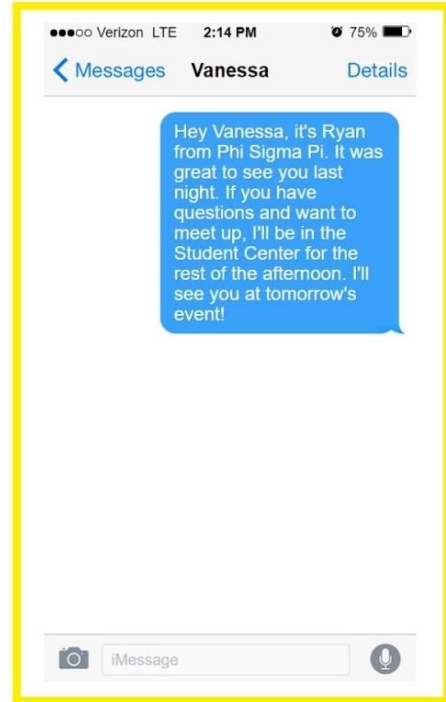 ●●●○○ Verizon LTE 2:14 PM 75%
Messages Vanessa Details
Hey Vanessa, it's Ryan
from Phi Sigma Pi. It was
great to see you last
night. If you have
questions and want to
meet up, I'll be in the
Student Center for the
rest of the afternoon. I'll
see you at tomorrow's
event!
iMessage